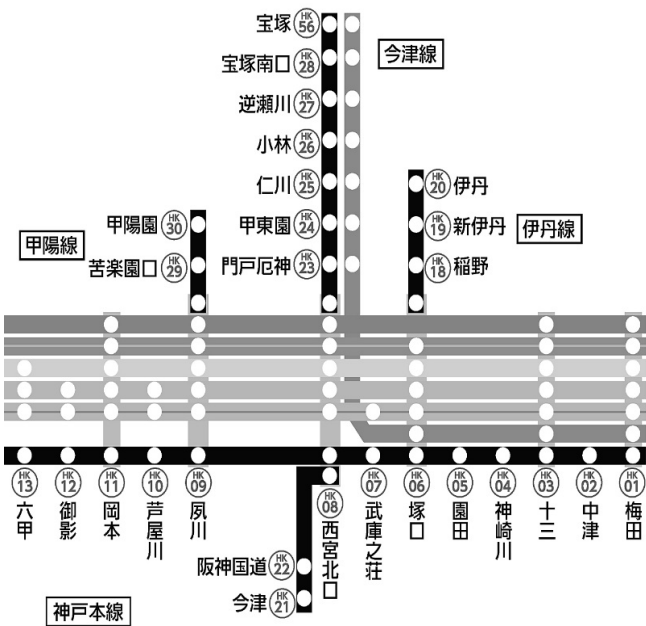 宝塚 HK 56
今津線
宝塚南口 HK 28
逆瀬川 HK 27
小林 HK 26
仁川 HK 25
HK 20 伊丹
甲陽園 HK 30
甲東園 HK 24
HK 19 新伊丹
伊丹線
甲陽線
苦楽園口 HK 29
門戸厄神 HK 23
HK 18 稲野
HK 13 六甲
HK 12 御影
HK 11 岡本
HK 10 芦屋川
HK 09 夙川
HK 08 西宮北口
HK 07 武庫之荘
HK 06 塚口
HK 05 園田
HK 04 神崎川
HK 03 十三
HK 02 中津
HK 01 梅田
阪神国道 HK 22
今津 HK 21
神戸本線